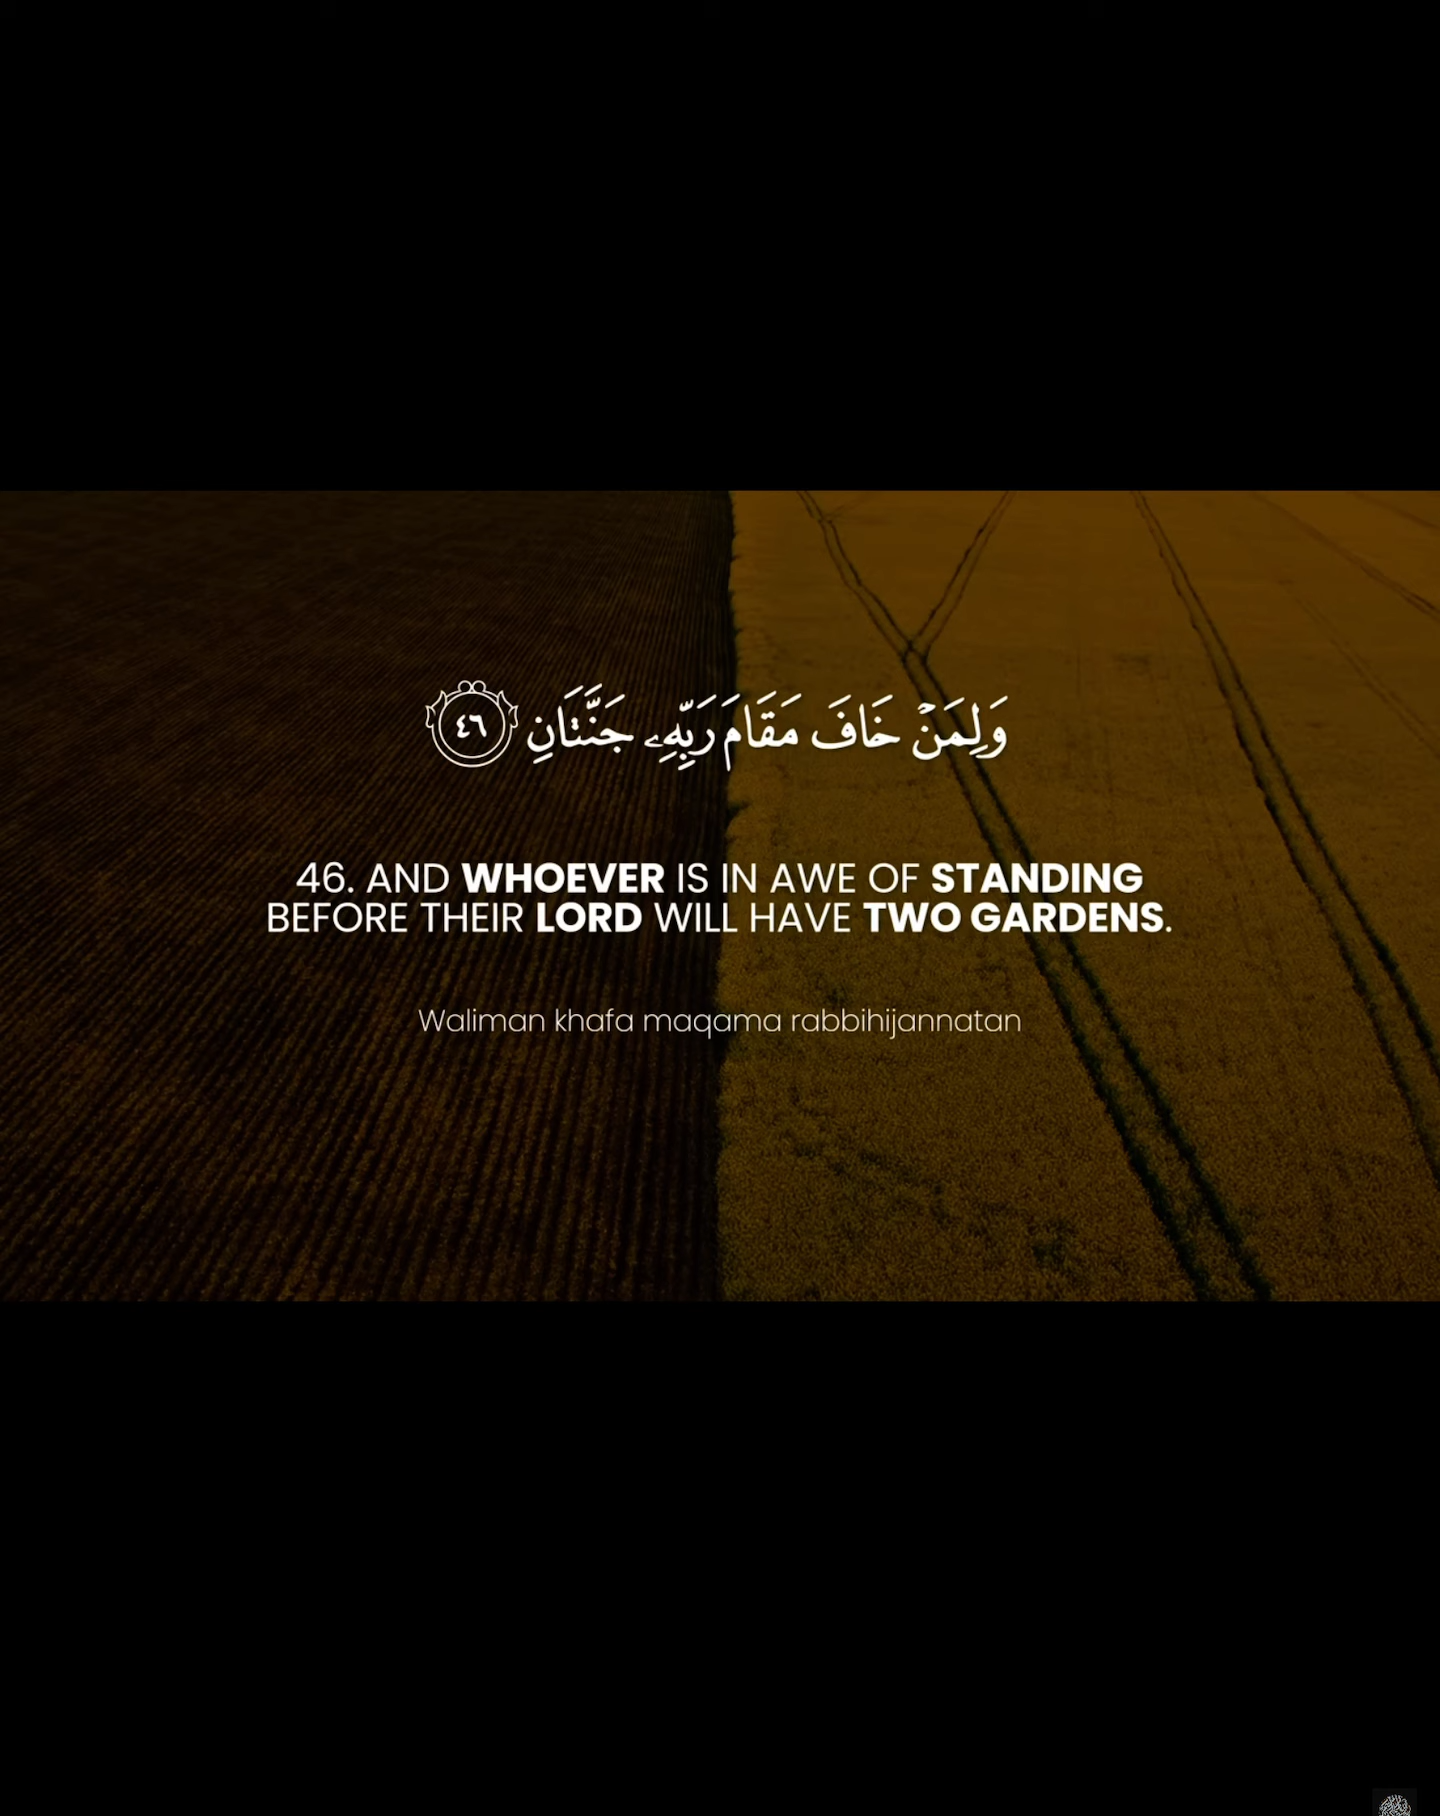 وَلِمَنْ خَافَ مَقَامَ رَبِّهِۦ جَنَّتَانِ ٤٦
46. AND WHOEVER IS IN AWE OF STANDING
BEFORE THEIR LORD WILL HAVE TWO GARDENS.
Waliman khafa maqama rabbihijannatan